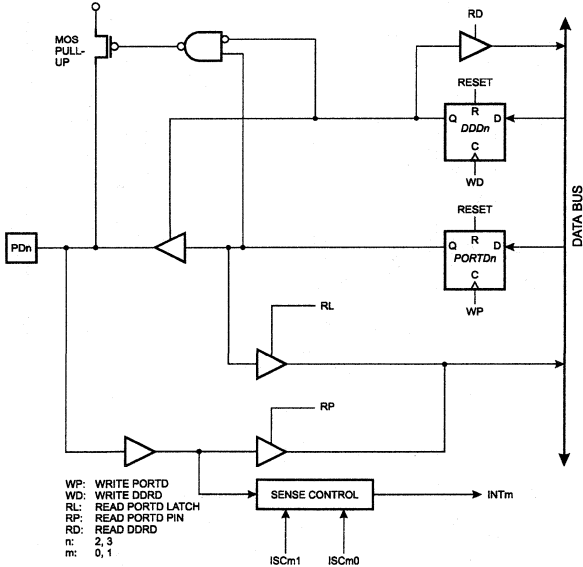 RD
MOS
PULL-
UP
RESET
R
Q
DDDn
D
C
WD
RESET
R
Q
PORTDn
D
C
WP
DATA BUS
PDn
RL
RP
WP: WRITE PORTD
WD: WRITE DDRD
RL: READ PORTD LATCH
RP: READ PORTD PIN
RD: READ DDRD
n: 2, 3
m: 0, 1
SENSE CONTROL
INTm
ISCm1
ISCm0